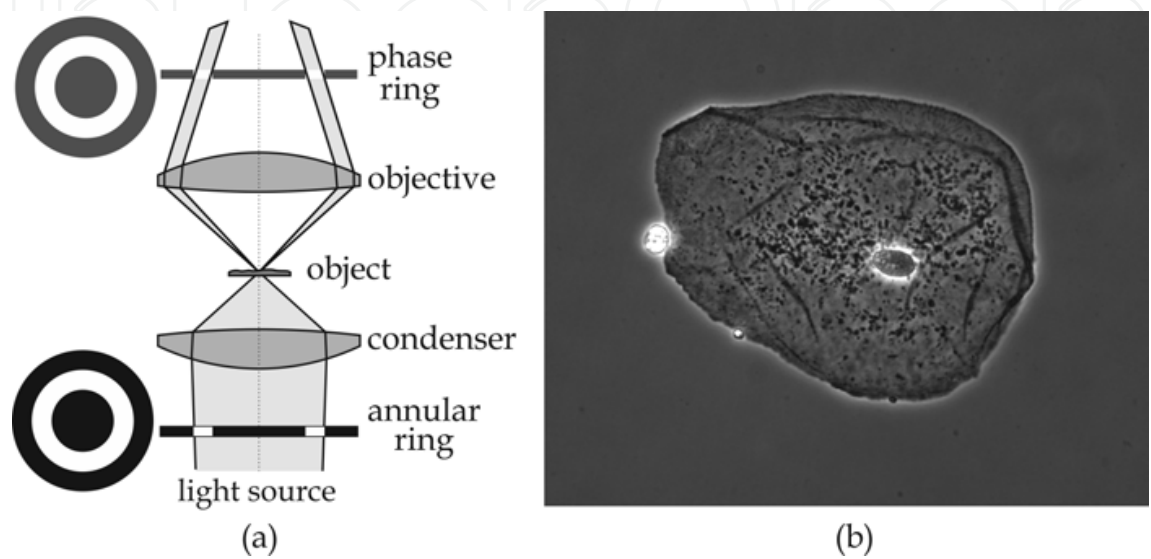 phase
ring
objective
object
condenser
annular
ring
light source
(a)
(b)